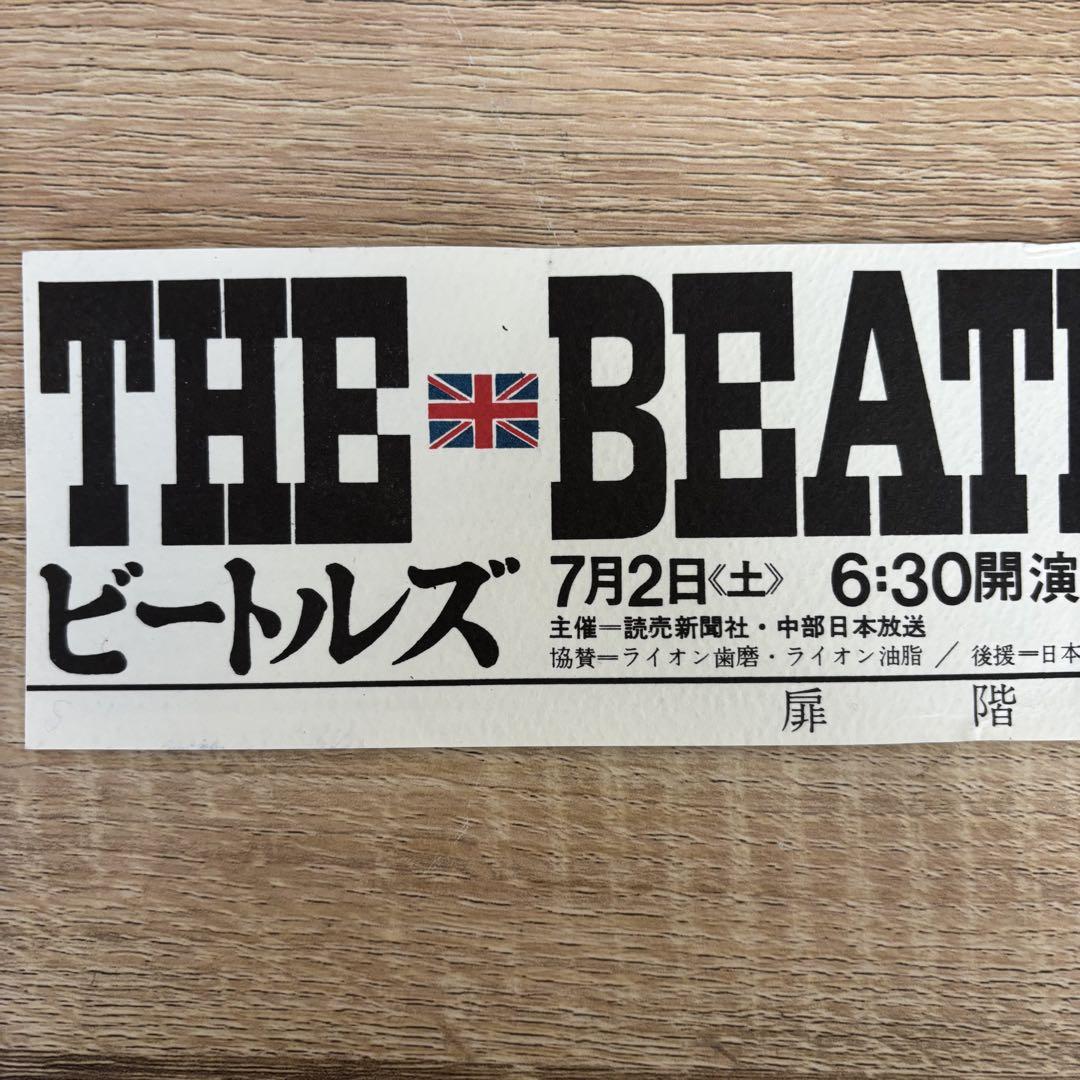 THE BEAT
ビートルズ
7月2日《土》 6:30開演
主催=読売新聞社・中部日本放送
協賛=ライオン歯磨・ライオン油脂 / 後援=日本
扉 階